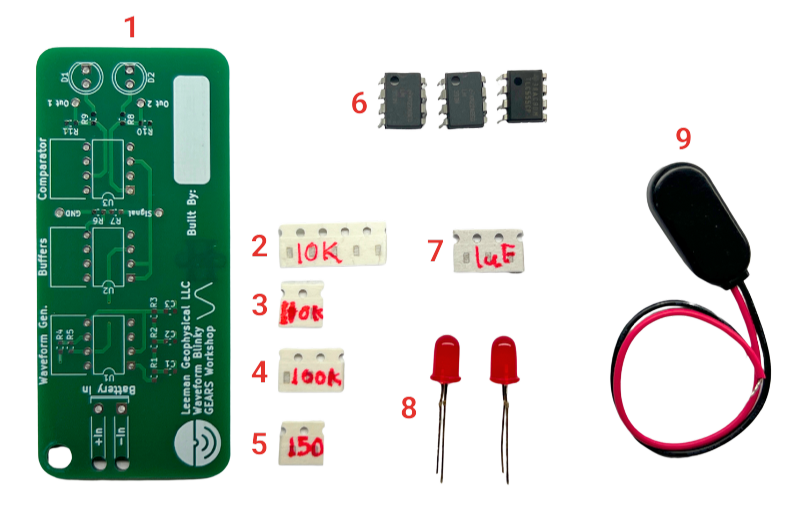 1
D1
D2
Out 1
Out 2
R11
R9
R8
R10
Comparator
U3
GND
R6
R7
Signal
Built By:
Buffers
U2
Waveform Gen.
R4
R5
R3
R2
R1
C3
C2
C1
U1
Battery In
+In
-In
Leeman Geophysical LLC
Waveform Blinky
GEARS Workshop
2
10K
3
10K
4
100K
5
150
6
7
1uF
8
9